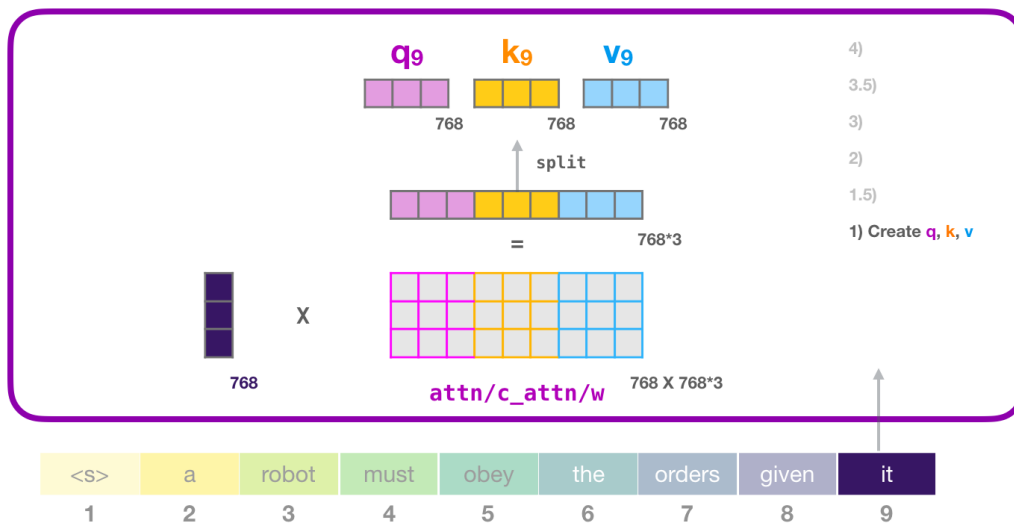 q9 k9 v9
768 768 768
split
768*3
=
X
768
768 X 768*3
attn/c_attn/w
4)
3.5)
3)
2)
1.5)
1) Create q, k, v
<s> a robot must obey the orders given it
1 2 3 4 5 6 7 8 9